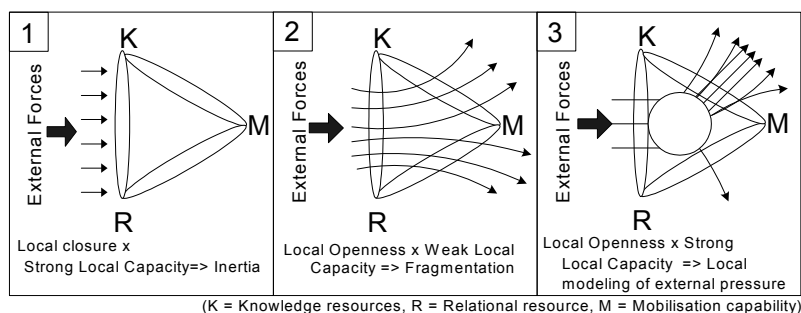 1
K
External Forces
M
R
Local closure x
Strong Local Capacity=> Inertia
2
K
External Forces
M
R
Local Openness x Weak Local
Capacity => Fragmentation
3
K
External Forces
M
R
Local Openness x Strong
Local Capacity => Local
modeling of external pressure
(K = Knowledge resources, R = Relational resource, M = Mobilisation capability)